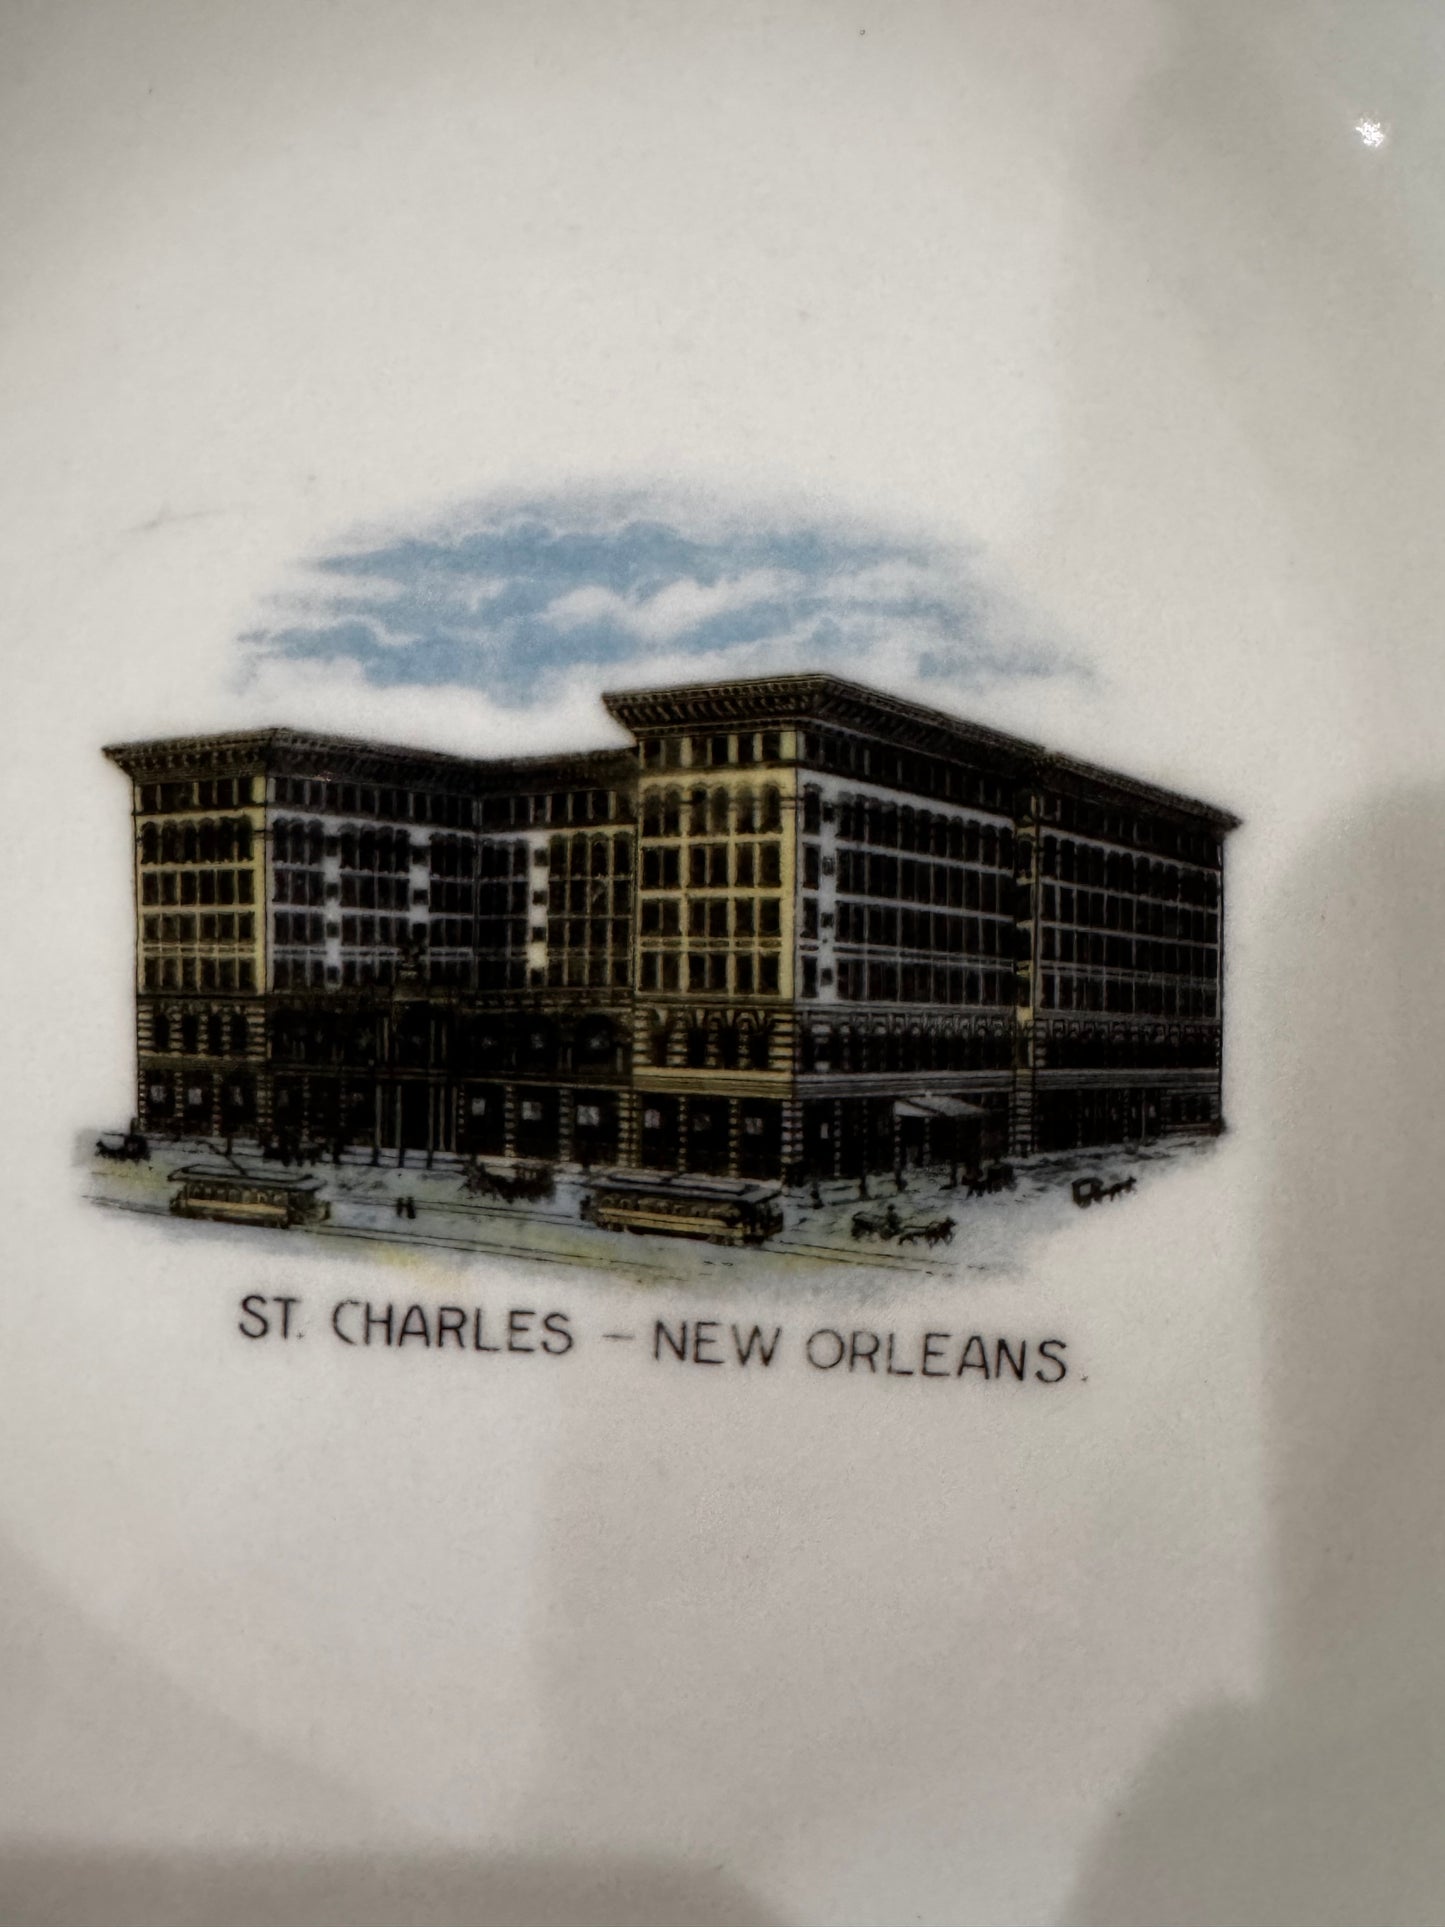 ST. CHARLES – NEW ORLEANS.